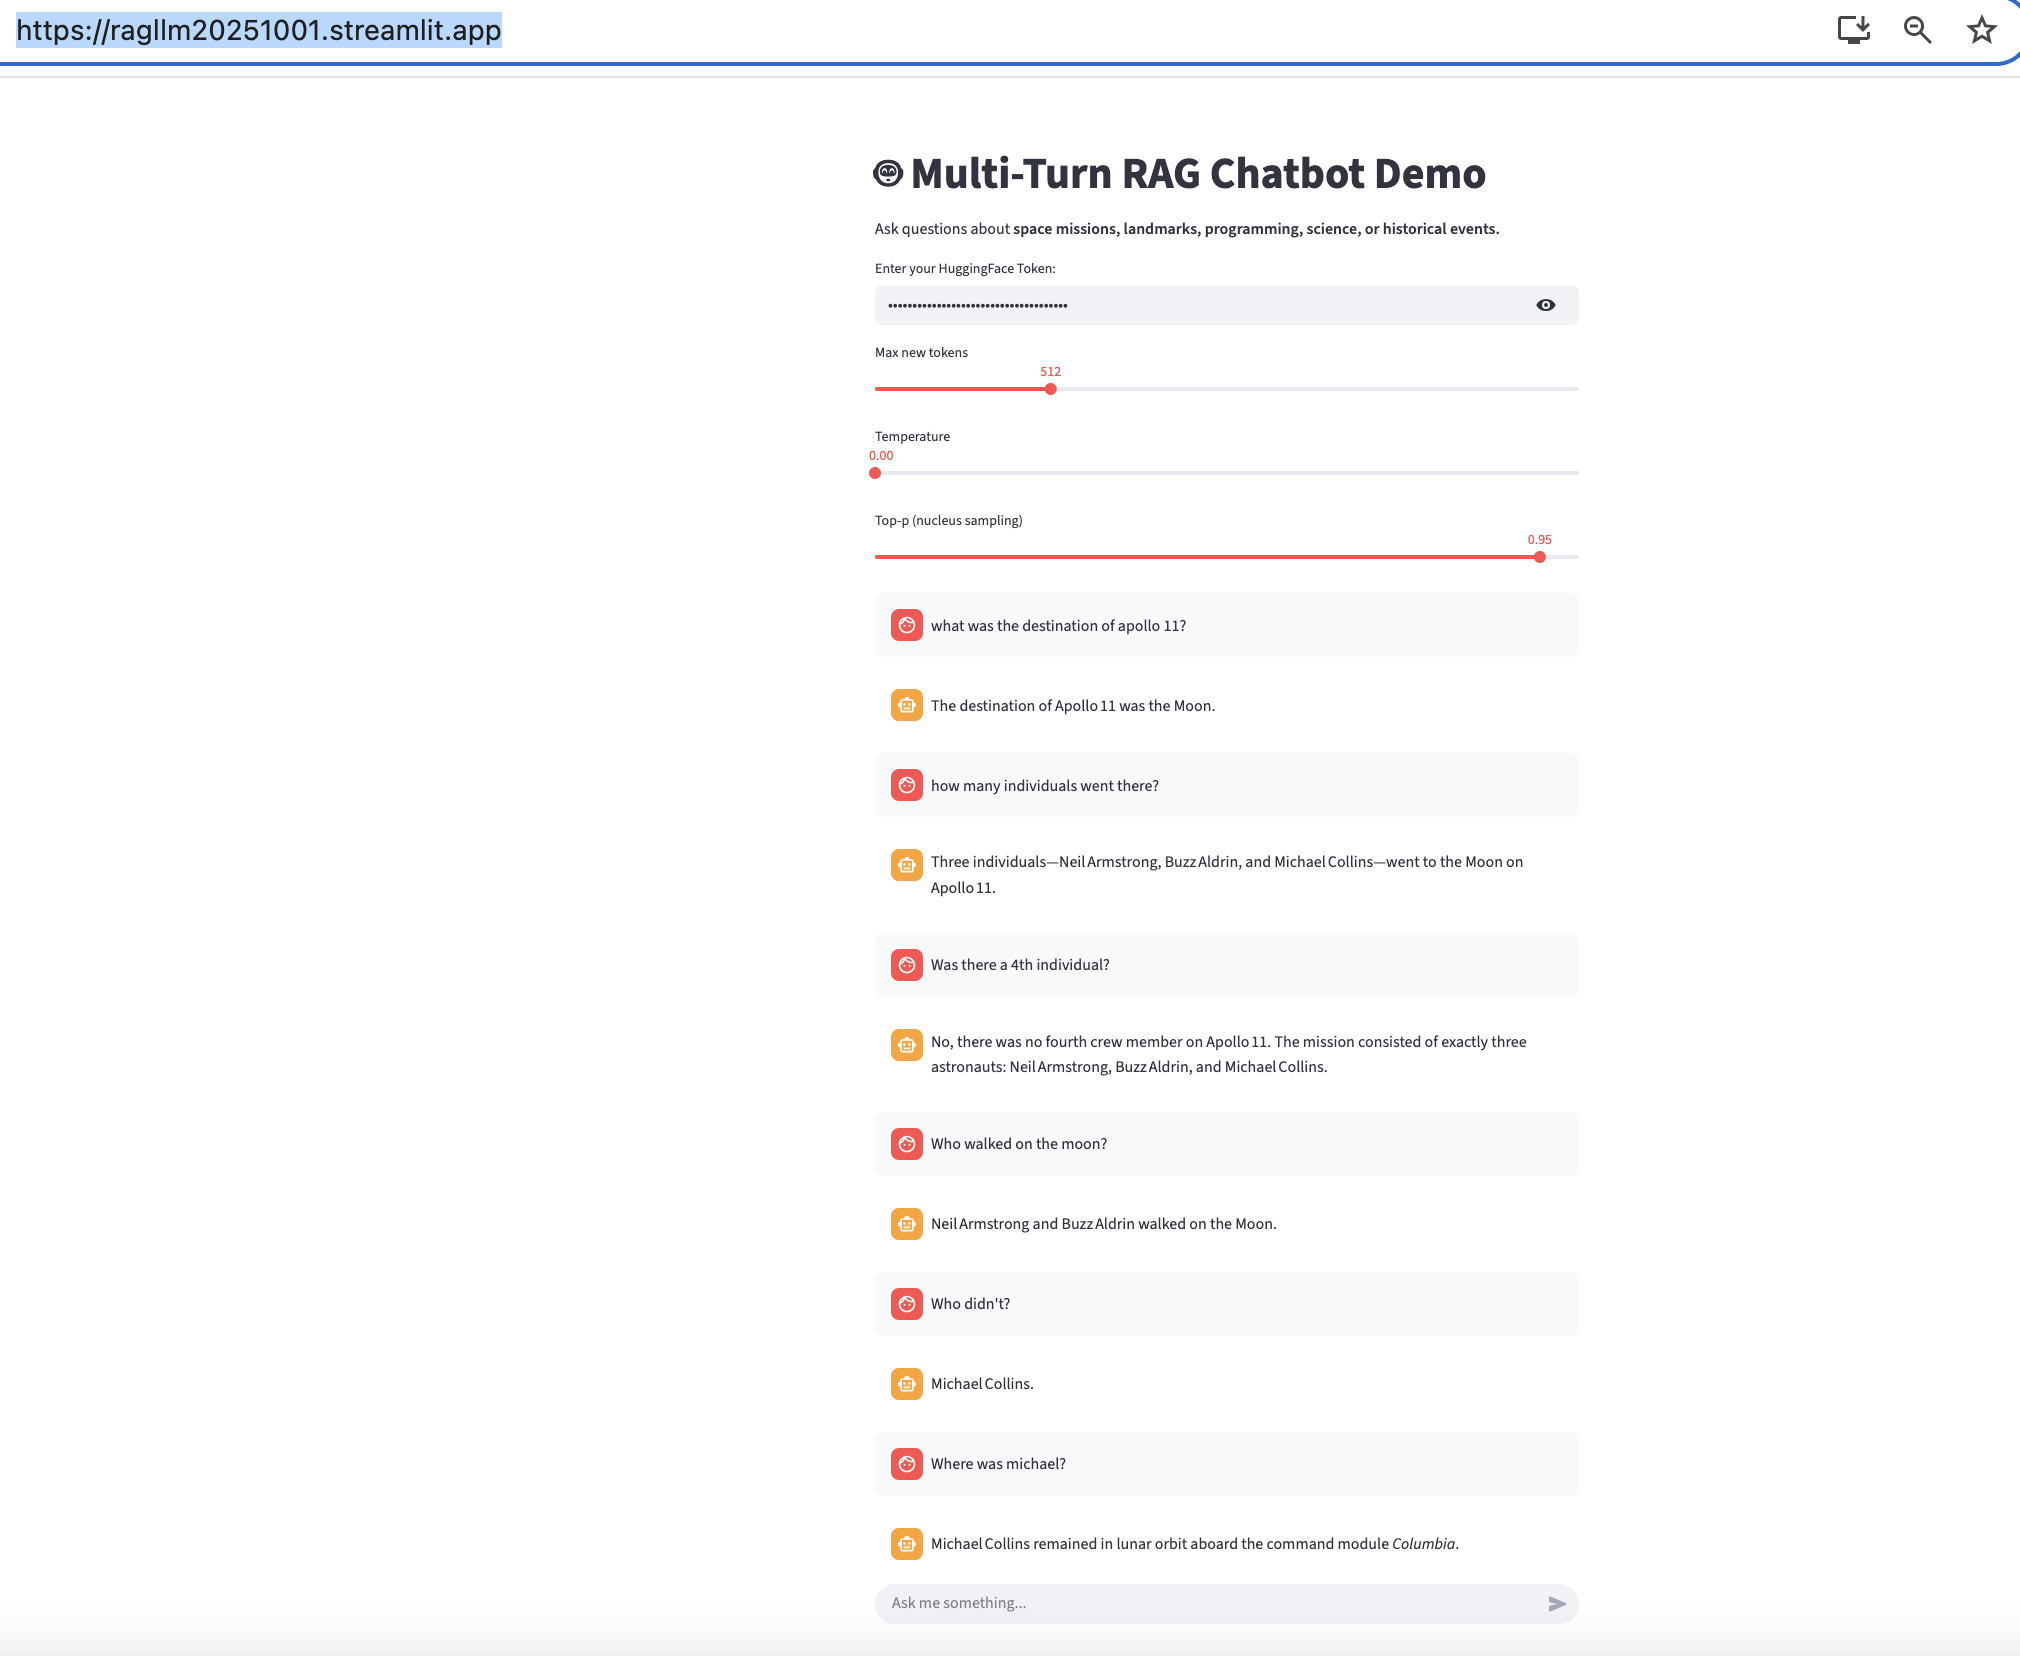 https://ragllm20251001.streamlit.app
Multi-Turn RAG Chatbot Demo
Ask questions about space missions, landmarks, programming, science, or historical events.
Enter your HuggingFace Token:
•••••••••••••••••••••••••••••••••••••
Max new tokens
512
Temperature
0.00
Top-p (nucleus sampling)
0.95
what was the destination of apollo 11?
The destination of Apollo 11 was the Moon.
how many individuals went there?
Three individuals—Neil Armstrong, Buzz Aldrin, and Michael Collins—went to the Moon on
Apollo 11.
Was there a 4th individual?
No, there was no fourth crew member on Apollo 11. The mission consisted of exactly three
astronauts: Neil Armstrong, Buzz Aldrin, and Michael Collins.
Who walked on the moon?
Neil Armstrong and Buzz Aldrin walked on the Moon.
Who didn't?
Michael Collins.
Where was michael?
Michael Collins remained in lunar orbit aboard the command module Columbia.
Ask me something...